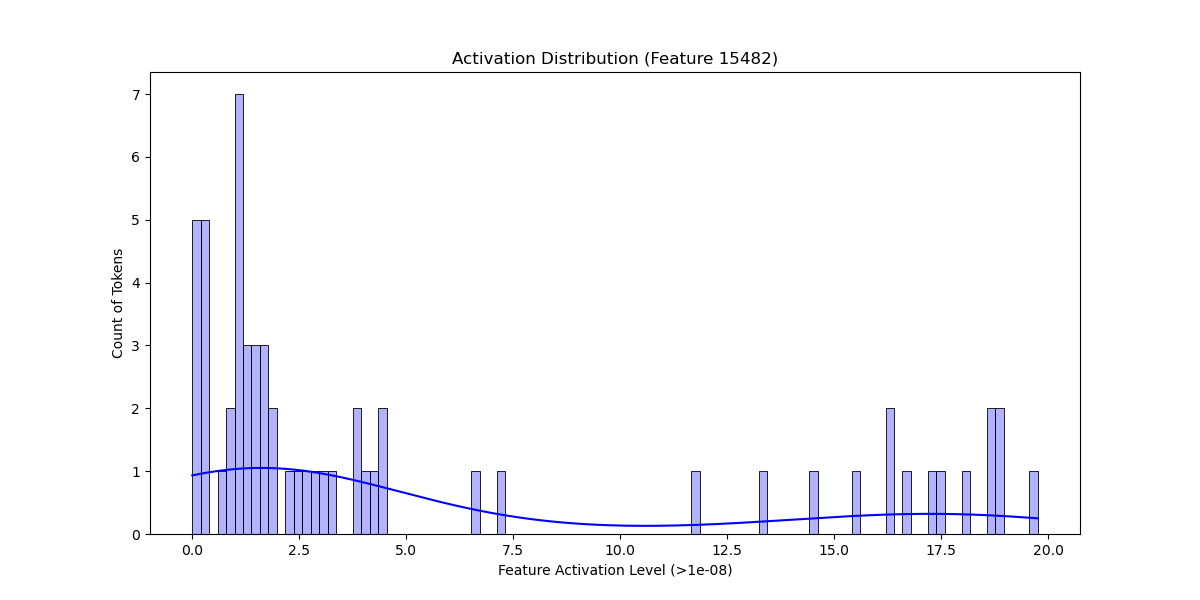 Activation Distribution (Feature 15482)
Count of Tokens
7
6
5
4
3
2
1
0
0.0 2.5 5.0 7.5 10.0 12.5 15.0 17.5 20.0
Feature Activation Level (>1e-08)